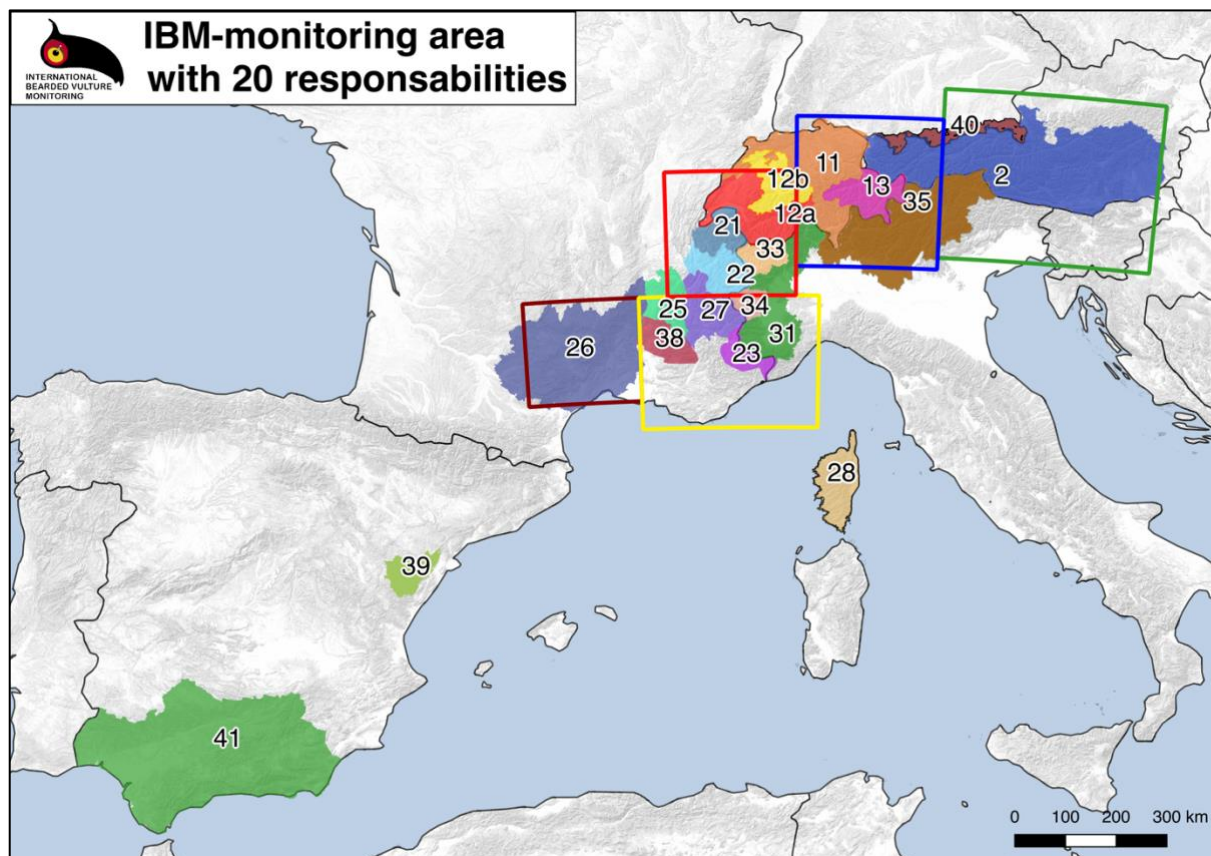 IBM-monitoring area
with 20 responsabilities
INTERNATIONAL
BEARDED VULTURE
MONITORING
40
11
12b
13
2
35
12a
21
33
22
25
27
34
31
38
23
26
28
39
41
0 100 200 300 km